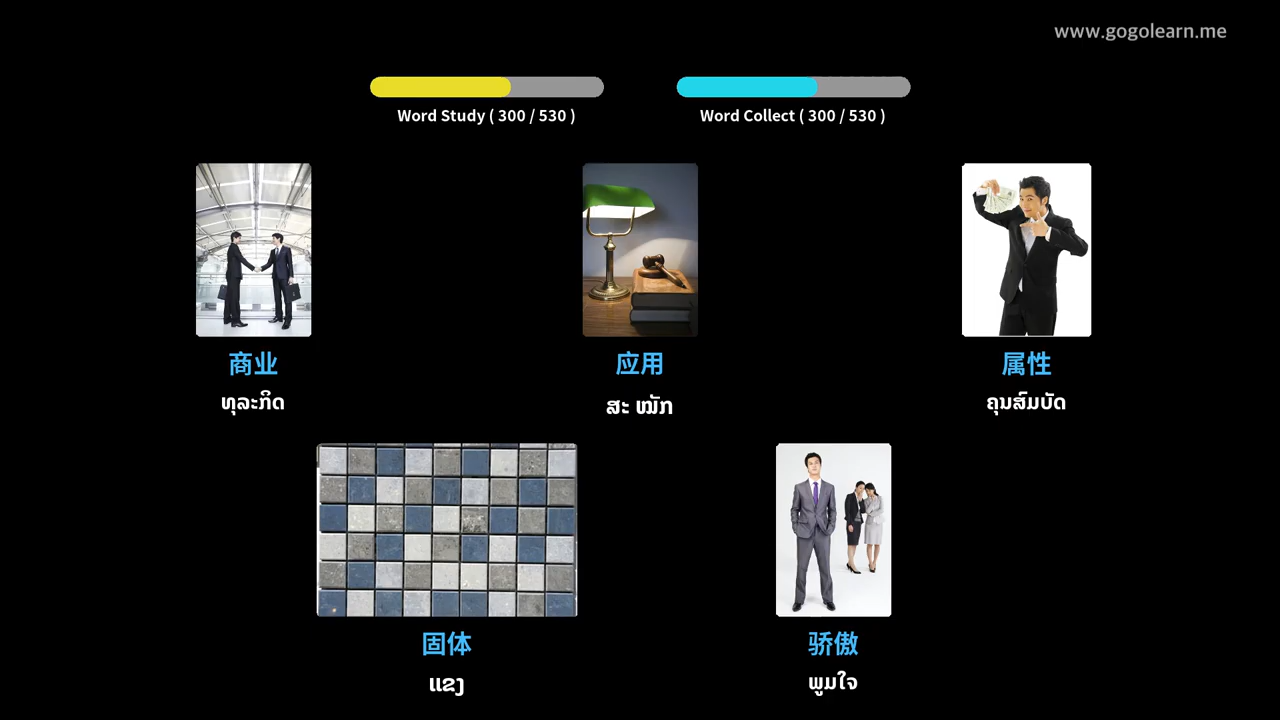 www.gogolearn.me
Word Study ( 300 / 530 )
Word Collect ( 300 / 530 )
商业
应用
属性
ທຸລະກິດ
ສະ ໝັກ
ຄຸນສົມບັດ
固体
骄傲
ແຂງ
ພູມໃຈ